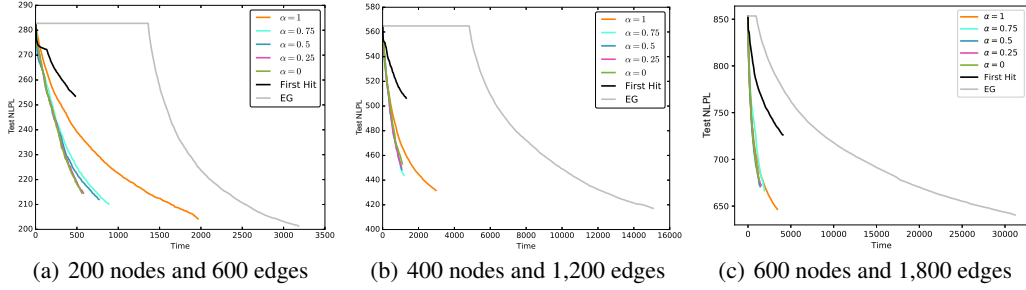 290
280
270
260
250
240
230
220
210
200
Test NLPL
0 500 1000 1500 2000 2500 3000 3500
Time
α = 1
α = 0.75
α = 0.5
α = 0.25
α = 0
First Hit
EG
580
560
540
520
500
480
460
440
420
400
Test NLPL
0 2000 4000 6000 8000 10000 12000 14000 16000
Time
α = 1
α = 0.75
α = 0.5
α = 0.25
α = 0
First Hit
EG
850
800
750
700
650
Test NLPL
0 5000 10000 15000 20000 25000 30000
Time
α = 1
α = 0.75
α = 0.5
α = 0.25
α = 0
First Hit
EG
(a) 200 nodes and 600 edges
(b) 400 nodes and 1,200 edges
(c) 600 nodes and 1,800 edges